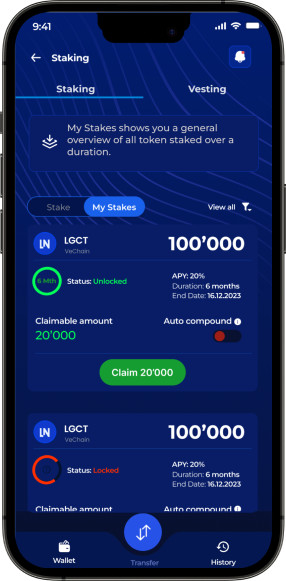 9:41
Staking
Staking Vesting
My Stakes shows you a general
overview of all token staked over a
duration.
Stake My Stakes View all
LGCT 100’000
VeChain
6 Mth Status: Unlocked
APY: 20%
Duration: 6 months
End Date: 16.12.2023
Claimable amount Auto compound
20’000
Claim 20’000
LGCT 100’000
VeChain
Status: Locked
APY: 20%
Duration: 6 months
End Date: 16.12.2023
Claimable amount Auto compound
Wallet Transfer History